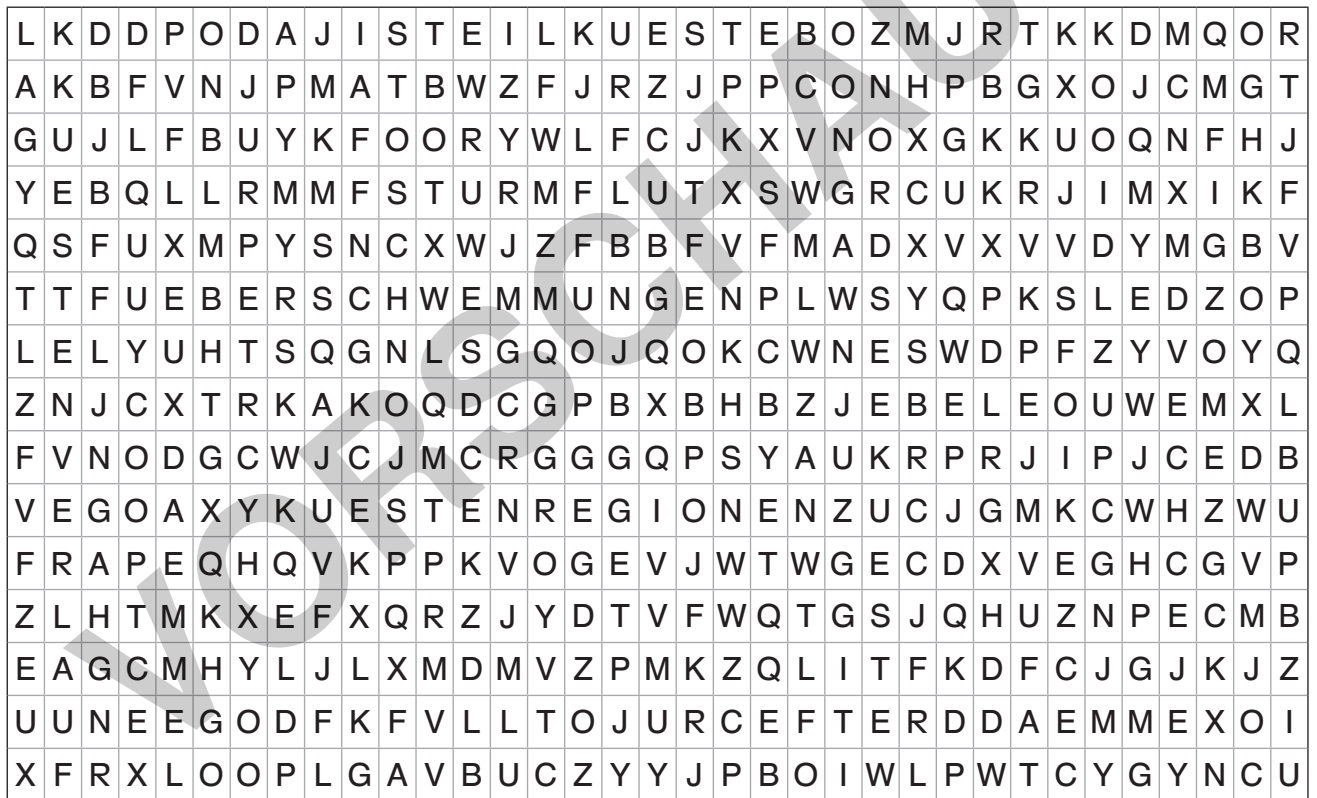 L K D D P O D A J I S T E I L K U E S T E B O Z M J R T K K D M Q O R
A K B F V N J P M A T B W Z F J R Z J P P C O N H P B G X O J C M G T
G U J L F B U Y K F O O R Y W L F C J K X V N O X G K K U O Q N F H J
Y E B Q L L R M M F S T U R M F L U T X S W G R C U K R J I M X I K F
Q S F U X M P Y S N C X W J Z F B B F V F M A D X V X V V D Y M G B V
T T F U E B E R S C H W E M M U N G E N P L W S Y Q P K S L E D Z O P
L E L Y U H T S Q G N L S G Q O J Q O K C W N E S W D P F Z Y V O Y Q
Z N J C X T R K A K O Q D C G P B X B H B Z J E B E L E O U W E M X L
F V N O D G C W J C J M C R G G G Q P S Y A U K R P R J I P J C E D B
V E G O A X Y K U E S T E N R E G I O N E N Z U C J G M K C W H Z W U
F R A P E Q H Q V K P P K V O G E V J W T W G E C D X V E G H C G V P
Z L H T M K X E F X Q R Z J Y D T V F W Q T G S J Q H U Z N P E C M B
E A G C M H Y L J L X M D M V Z P M K Z Q L I T F K D F C J G J K J Z
U U N E E G O D F K F V L L T O J U R C E F T E R D D A E M M E X O I
X F R X L O O P L G A V B U C Z Y Y J P B O I W L P W T C Y G Y N C U
VORSCHAU